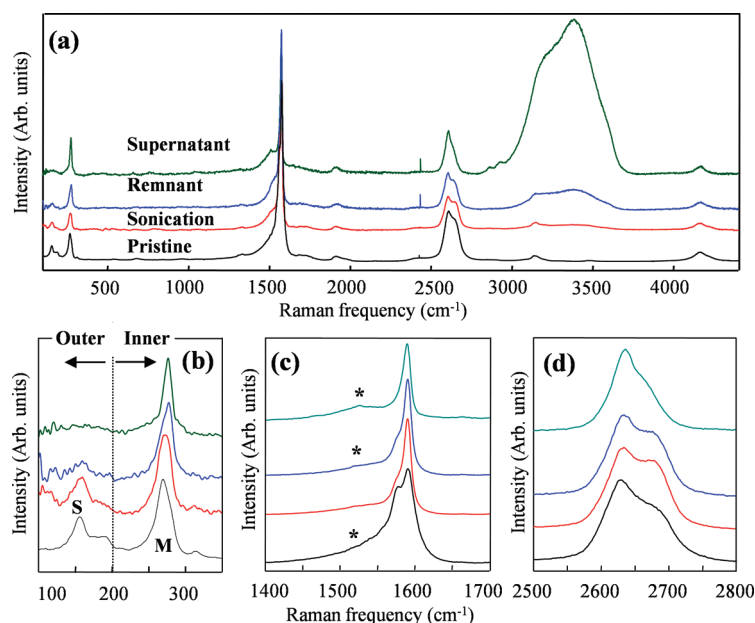 (a)
Intensity (Arb. units)
Supernatant
Remnant
Sonication
Pristine
500 1000 1500 2000 2500 3000 3500 4000
Raman frequency (cm⁻¹)
Outer Inner
(b) (c) (d)
Intensity (Arb. units) Intensity (Arb. units) Intensity (Arb. units)
*
*
S
M
*
100 200 300 1400 1500 1600 1700 2500 2600 2700 2800
Raman frequency (cm⁻¹)